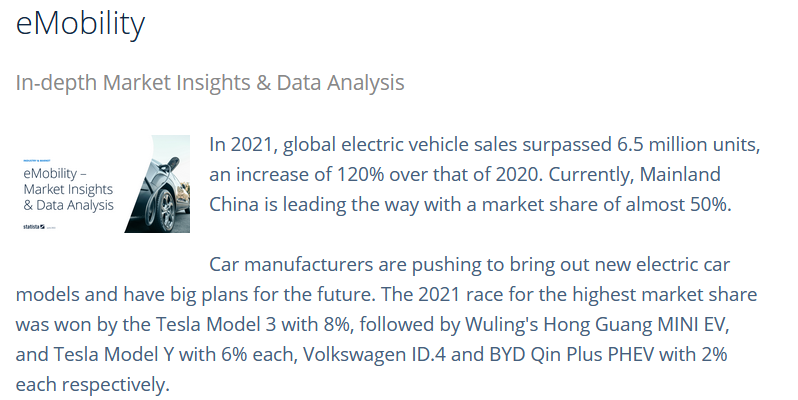 eMobility
In-depth Market Insights & Data Analysis
INDUSTRY & MARKET
eMobility –
Market Insights
& Data Analysis
statista
In 2021, global electric vehicle sales surpassed 6.5 million units,
an increase of 120% over that of 2020. Currently, Mainland
China is leading the way with a market share of almost 50%.
Car manufacturers are pushing to bring out new electric car
models and have big plans for the future. The 2021 race for the highest market share
was won by the Tesla Model 3 with 8%, followed by Wuling's Hong Guang MINI EV,
and Tesla Model Y with 6% each, Volkswagen ID.4 and BYD Qin Plus PHEV with 2%
each respectively.